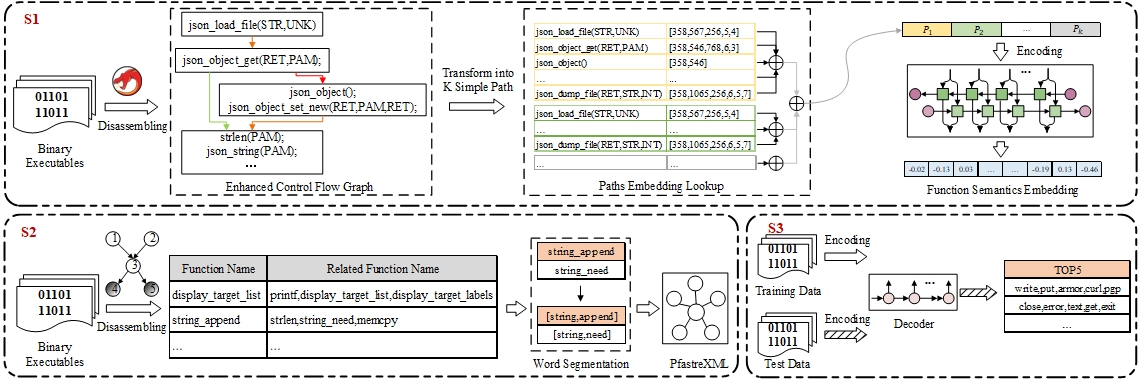 S1
01101
11011
Binary
Executables
Disassembling
json_load_file(STR,UNK)
json_object_get(RET,PAM);
json_object();
json_object_set_new(RET,PAM,RET);
strlen(PAM);
json_string(PAM);
...
Enhanced Control Flow Graph
Transform into
K Simple Path
json_load_file(STR,UNK) [358,567,256,5,4]
json_object_get(RET,PAM) [358,546,768,6,3]
json_object() [358,546]
... ...
json_dump_file(RET,STR,INT) [358,1065,256,6,5,7]
json_load_file(STR,UNK) [358,567,256,5,4]
... ...
json_dump_file(RET,STR,INT) [358,1065,256,6,5,7]
... ...
Paths Embedding Lookup
P1 P2 ... Pk
Encoding
...
-0.02 -0.13 0.03 ... ... -0.19 0.13 -0.46
Function Semantics Embedding
S2
01101
11011
Binary
Executables
1 2
3
4 5
Disassembling
Function Name Related Function Name
display_target_list printf,display_target_list,display_target_labels
string_append strlen,string_need,memcpy
... ...
string_append
string_need
[string,append]
[string,need]
Word Segmentation
PfastreXML
S3
01101
11011
Training Data
Encoding
01101
11011
Test Data
Encoding
...
Decoder
TOP5
write,put,armor,curl,pgp
close,error,text,get,exit
...